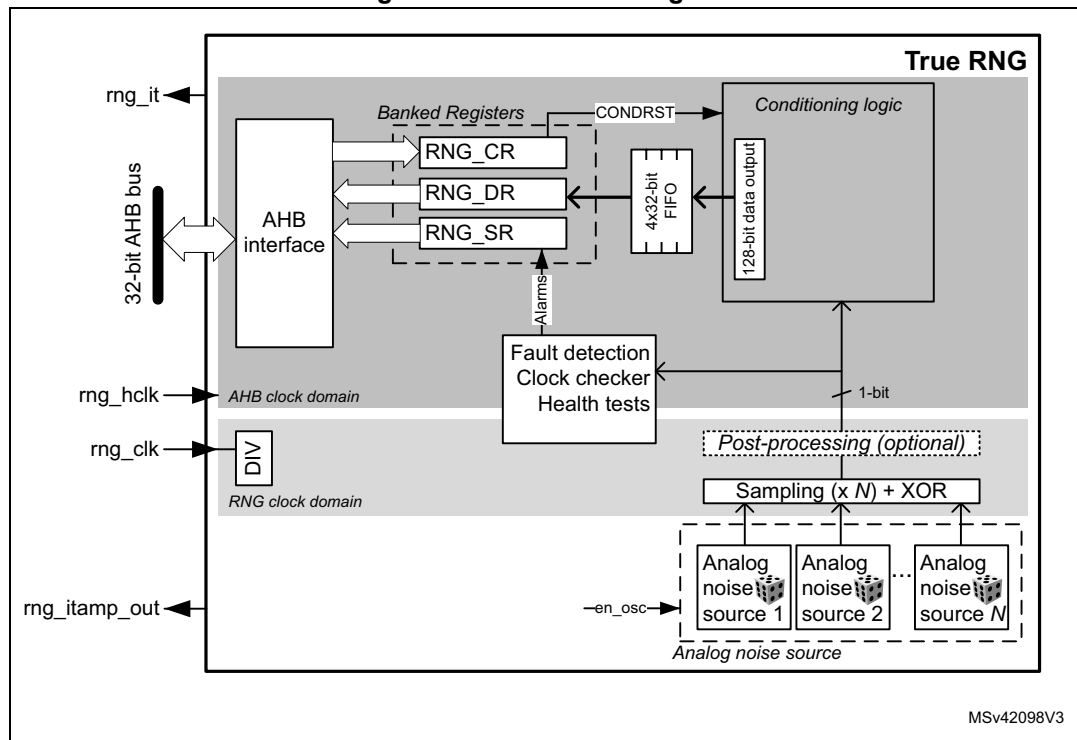 True RNG
rng_it
32-bit AHB bus
rng_hclk
rng_clk
rng_itamp_out
AHB
interface
Banked Registers
RNG_CR
RNG_DR
RNG_SR
CONDRST
4x32-bit
FIFO
Conditioning logic
128-bit data output
Alarms
Fault detection
Clock checker
Health tests
1-bit
AHB clock domain
DIV
RNG clock domain
Post-processing (optional)
Sampling (x N) + XOR
en_osc
Analog
noise
source 1
Analog
noise
source 2
...
Analog
noise
source N
Analog noise source
MSv42098V3